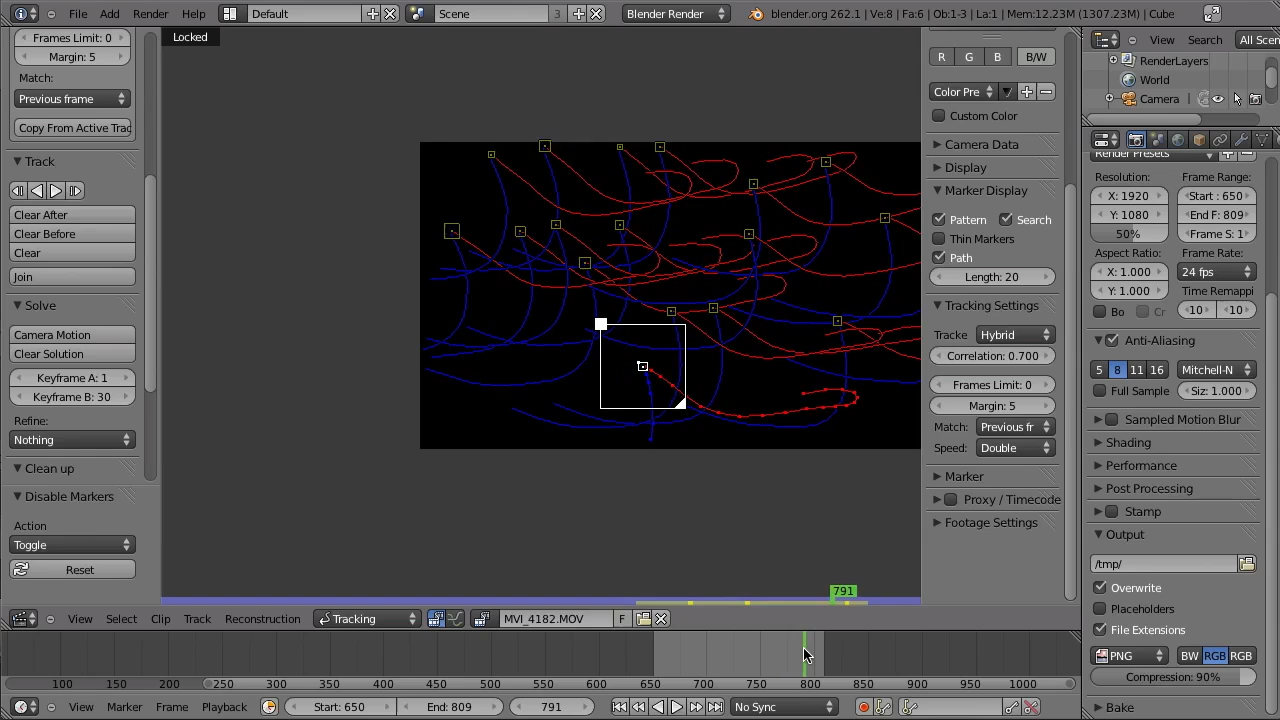 File Add Render Help Default Scene 3 Blender Render blender.org 262.1 | Ve:8 | Fa:6 | Ob:1-3 | La:1 | Mem:12.23M (1307.23M) | Cube
Frames Limit: 0
Margin: 5
Match:
Previous frame
Copy From Active Trac
Track
Clear After
Clear Before
Clear
Join
Solve
Camera Motion
Clear Solution
Keyframe A: 1
Keyframe B: 30
Refine:
Nothing
Clean up
Disable Markers
Action
Toggle
Reset
Locked
791
R G B B/W
Color Pre
Custom Color
Camera Data
Display
Marker Display
Pattern Search
Thin Markers
Path
Length: 20
Tracking Settings
Tracke Hybrid
Correlation: 0.700
Frames Limit: 0
Margin: 5
Match: Previous fr
Speed: Double
Marker
Proxy / Timecode
Footage Settings
View Search All Scen
RenderLayers
World
Camera
Render Presets
Resolution: Frame Range:
X: 1920 Start : 650
Y: 1080 End F: 809
50% Frame S: 1
Aspect Ratio: Frame Rate:
X: 1.000 24 fps
Y: 1.000 Time Remappi
Bo Cr 10 10
Anti-Aliasing
5 8 11 16 Mitchell-N
Full Sample Siz: 1.000
Sampled Motion Blur
Shading
Performance
Post Processing
Stamp
Output
/tmp/
Overwrite
Placeholders
File Extensions
PNG BW RGB RGB
Compression: 90%
Bake
View Select Clip Track Reconstruction Tracking MVI_4182.MOV F
100 150 200 250 300 350 400 450 500 550 600 650 700 750 800 850 900 950 1000
View Marker Frame Playback Start: 650 End: 809 791 No Sync